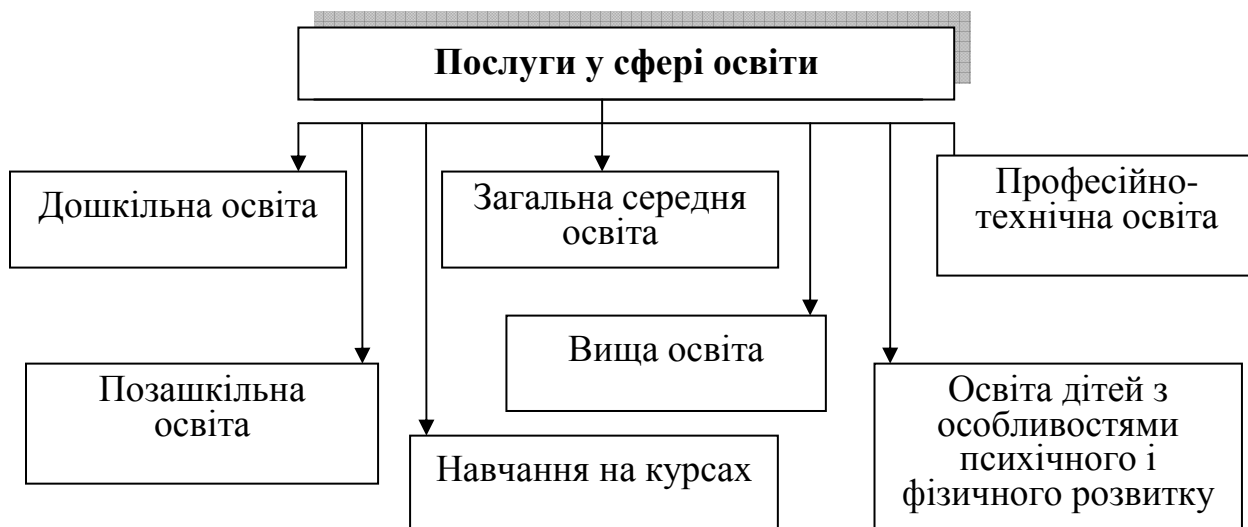 Послуги у сфері освіти
Дошкільна освіта
Загальна середня
освіта
Професійно-
технічна освіта
Позашкільна
освіта
Навчання на курсах
Вища освіта
Освіта дітей з
особливостями
психічного і
фізичного розвитку